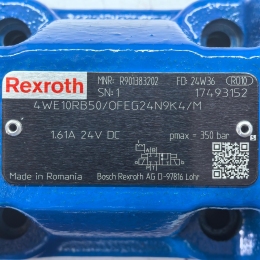 Rexroth
MNR: R901383202 FD: 24W36 (RO10)
SN: 1 17493152
4WE10RB50/OFEG24N9K4/M
1.61A 24V DC pmax = 350 bar
Made in Romania Bosch Rexroth AG D-97816 Lohr